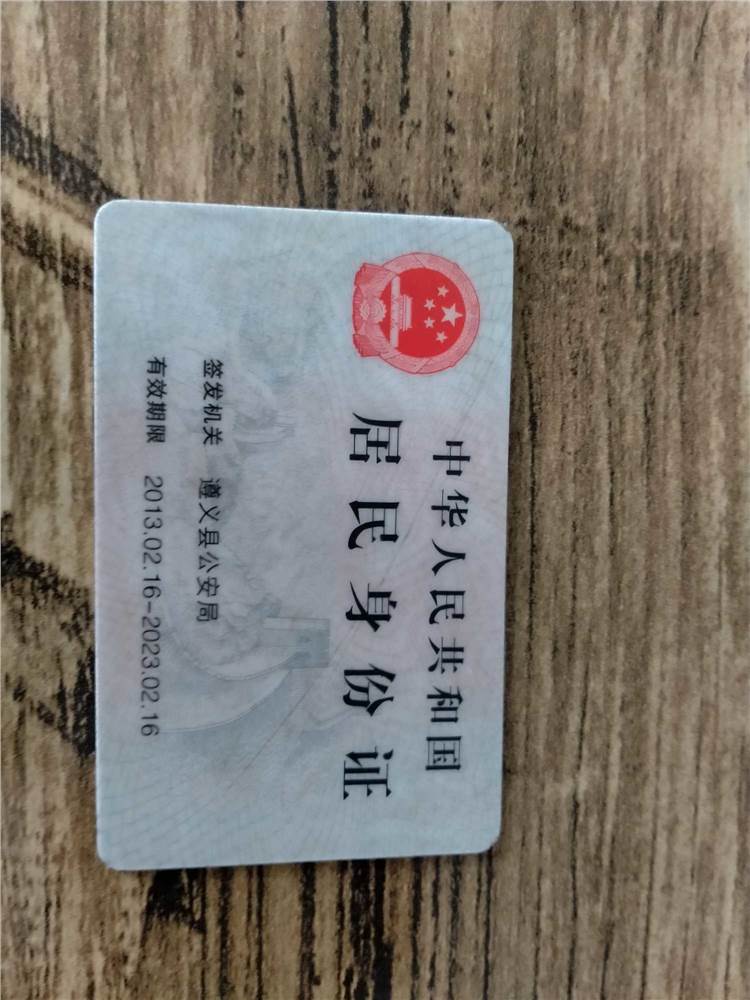 中华人民共和国
居民身份证
签发机关 遵义县公安局
有效期限 2013.02.16-2023.02.16